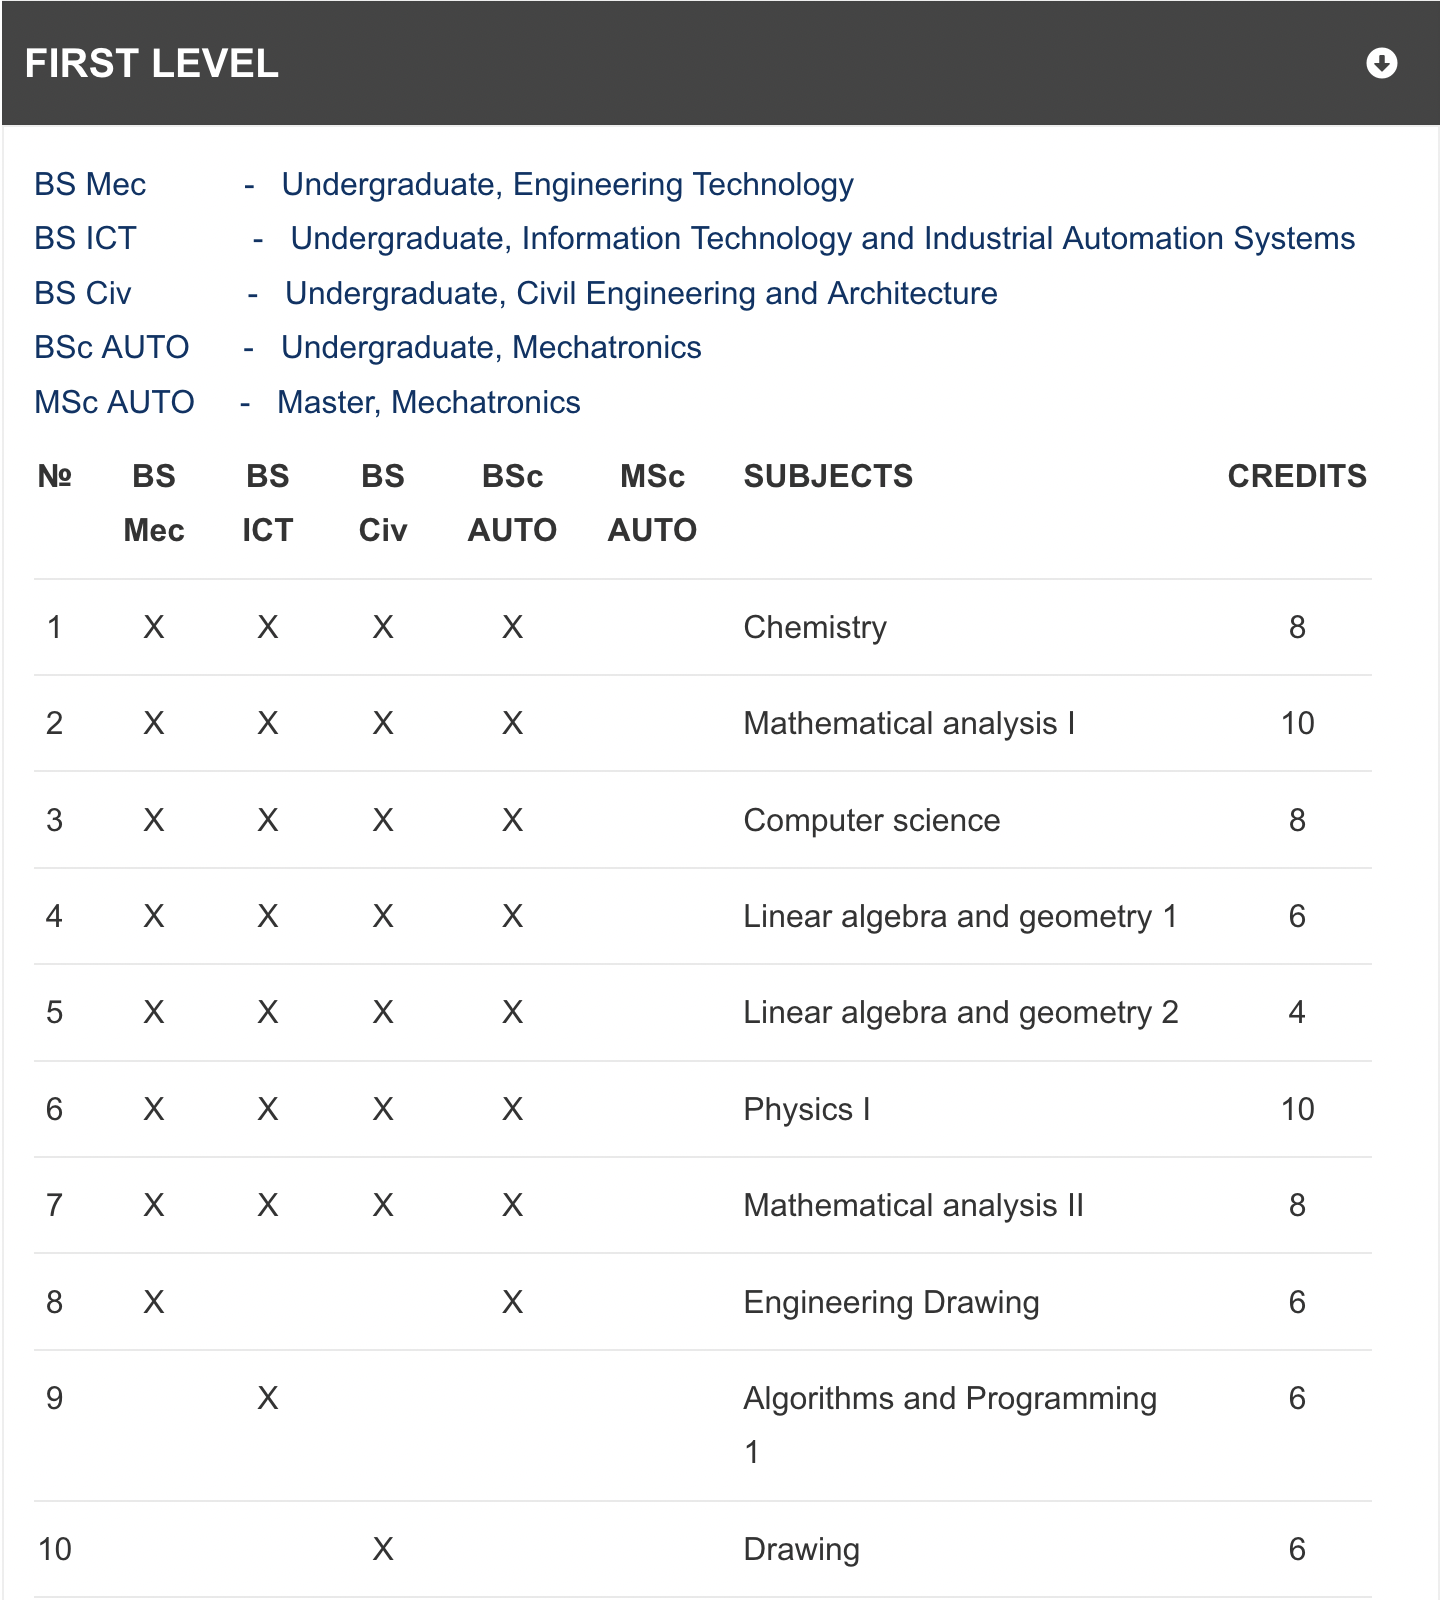 FIRST LEVEL
BS Mec - Undergraduate, Engineering Technology
BS ICT - Undergraduate, Information Technology and Industrial Automation Systems
BS Civ - Undergraduate, Civil Engineering and Architecture
BSc AUTO - Undergraduate, Mechatronics
MSc AUTO - Master, Mechatronics
№ BS BS BS BSc MSc SUBJECTS CREDITS
Mec ICT Civ AUTO AUTO
1 X X X X Chemistry 8
2 X X X X Mathematical analysis I 10
3 X X X X Computer science 8
4 X X X X Linear algebra and geometry 1 6
5 X X X X Linear algebra and geometry 2 4
6 X X X X Physics I 10
7 X X X X Mathematical analysis II 8
8 X X Engineering Drawing 6
9 X Algorithms and Programming 6
1
10 X Drawing 6